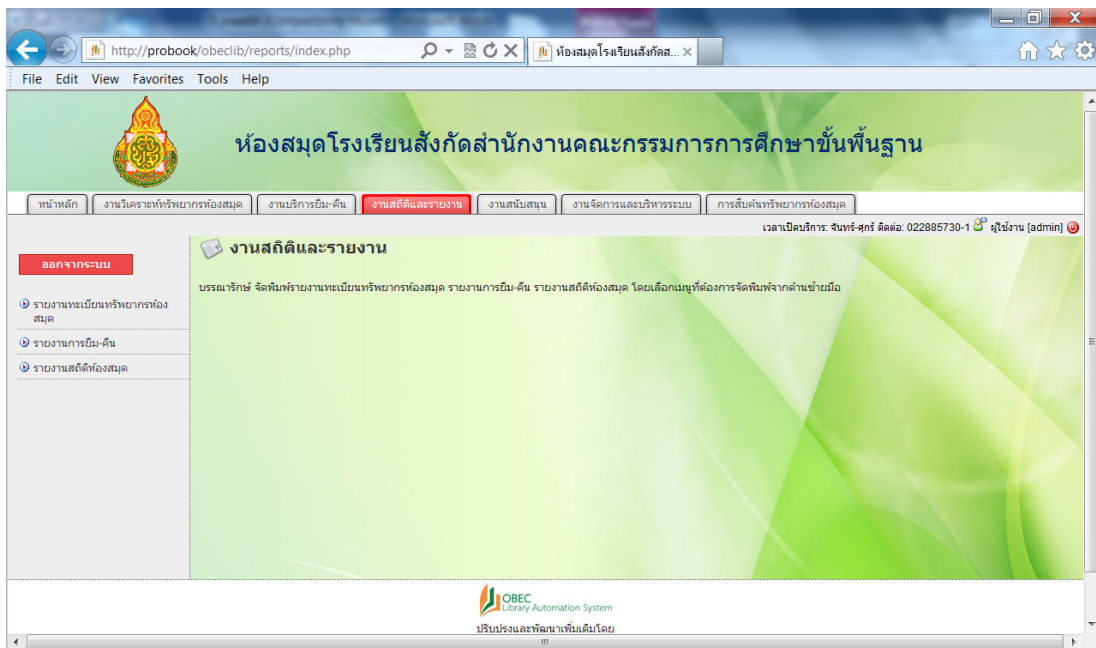 http://probook/obeclib/reports/index.php
ห้องสมุดโรงเรียนสังกัดส...
File Edit View Favorites Tools Help
ห้องสมุดโรงเรียนสังกัดสำนักงานคณะกรรมการการศึกษาขั้นพื้นฐาน
หน้าหลัก งานวิเคราะห์ทรัพยากรห้องสมุด งานบริการยืม-คืน งานสถิติและรายงาน งานสนับสนุน งานจัดการและบริหารระบบ การสืบค้นทรัพยากรห้องสมุด
เวลาเปิดบริการ: จันทร์-ศุกร์ ติดต่อ: 022885730-1 ผู้ใช้งาน [admin]
ออกจากระบบ
รายงานทะเบียนทรัพยากรห้อง
สมุด
รายงานการยืม-คืน
รายงานสถิติห้องสมุด
งานสถิติและรายงาน
บรรณารักษ์ จัดพิมพ์รายงานทะเบียนทรัพยากรห้องสมุด รายงานการยืม-คืน รายงานสถิติห้องสมุด โดยเลือกเมนูที่ต้องการจัดพิมพ์จากด้านซ้ายมือ
OBEC
Library Automation System
ปรับปรุงและพัฒนาเพิ่มเติมโดย